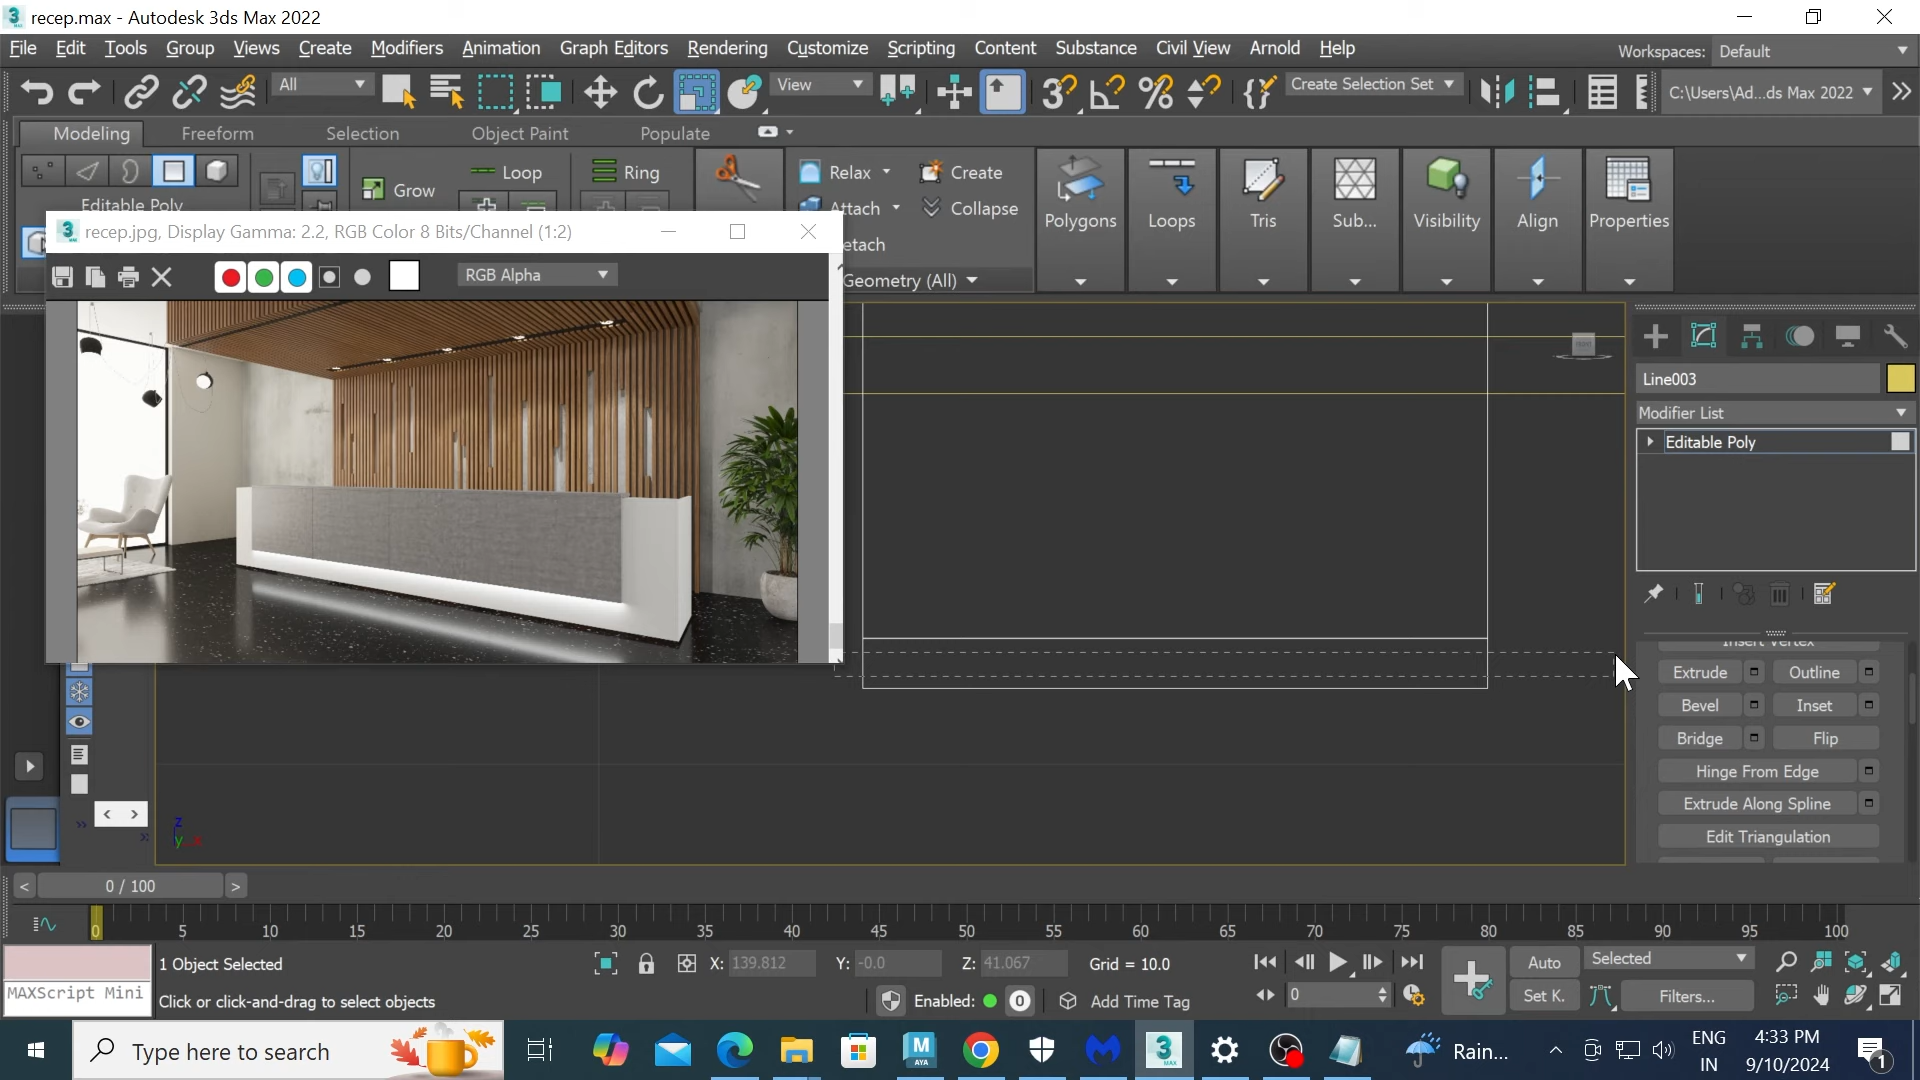 recep.max - Autodesk 3ds Max 2022
File Edit Tools Group Views Create Modifiers Animation Graph Editors Rendering Customize Scripting Content Substance Civil View Arnold Help
Workspaces: Default
All
View
Create Selection Set
C:\Users\Ad...ds Max 2022
Modeling Freeform Selection Object Paint Populate
Grow
Loop
Ring
Relax
Create
Attach
Collapse
etach
Editable Poly
Geometry (All)
Polygons
Loops
Tris
Sub...
Visibility
Align
Properties
recep.jpg, Display Gamma: 2.2, RGB Color 8 Bits/Channel (1:2)
RGB Alpha
Line003
Modifier List
Editable Poly
Insert Vertex
Extrude Outline
Bevel Inset
Bridge Flip
Hinge From Edge
Extrude Along Spline
Edit Triangulation
z
y x
< 0 / 100 >
0 5 10 15 20 25 30 35 40 45 50 55 60 65 70 75 80 85 90 95 100
1 Object Selected
X: 139.812 Y: -0.0 Z: 41.067 Grid = 10.0
Auto Selected
MAXScript Mini
Click or click-and-drag to select objects
Enabled: 0 Add Time Tag
0
Set K. Filters...
Type here to search
Rain...
ENG
IN
4:33 PM
9/10/2024
1